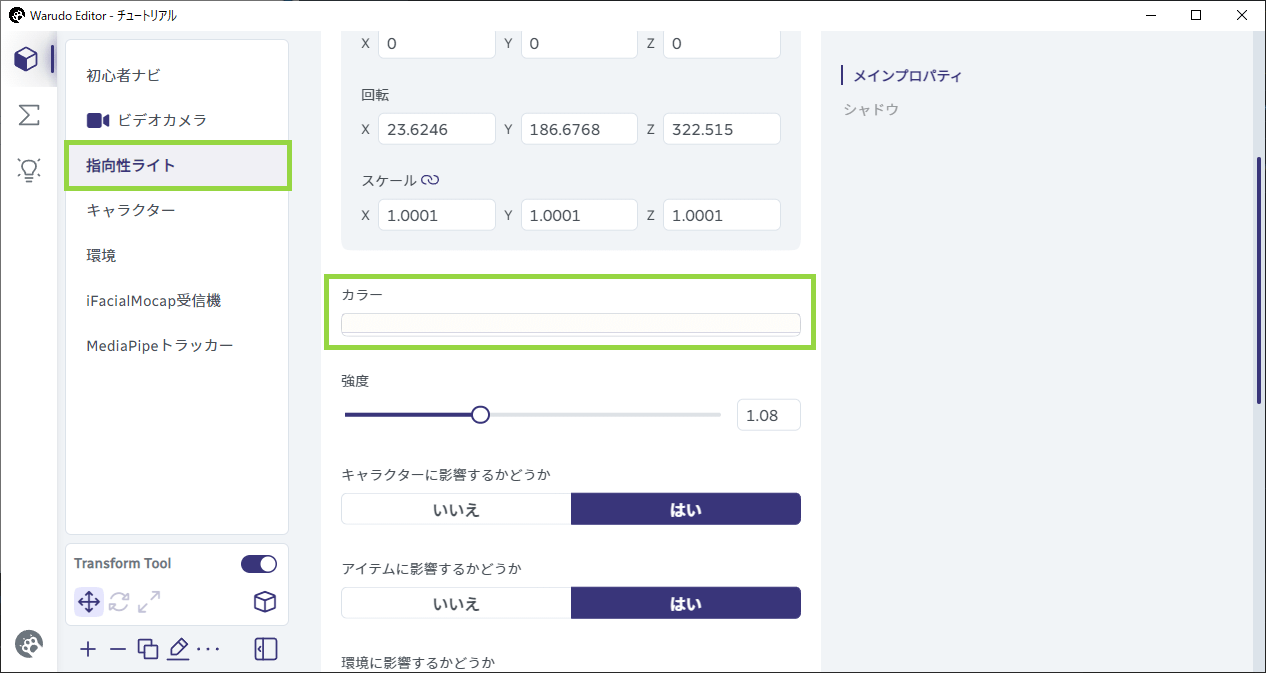 Warudo Editor - チュートリアル
初心者ナビ
ビデオカメラ
指向性ライト
キャラクター
環境
iFacialMocap受信機
MediaPipeトラッカー
Transform Tool
X 0 Y 0 Z 0
回転
X 23.6246 Y 186.6768 Z 322.515
スケール
X 1.0001 Y 1.0001 Z 1.0001
カラー
強度
1.08
キャラクターに影響するかどうか
いいえ はい
アイテムに影響するかどうか
いいえ はい
環境に影響するかどうか
メインプロパティ
シャドウ